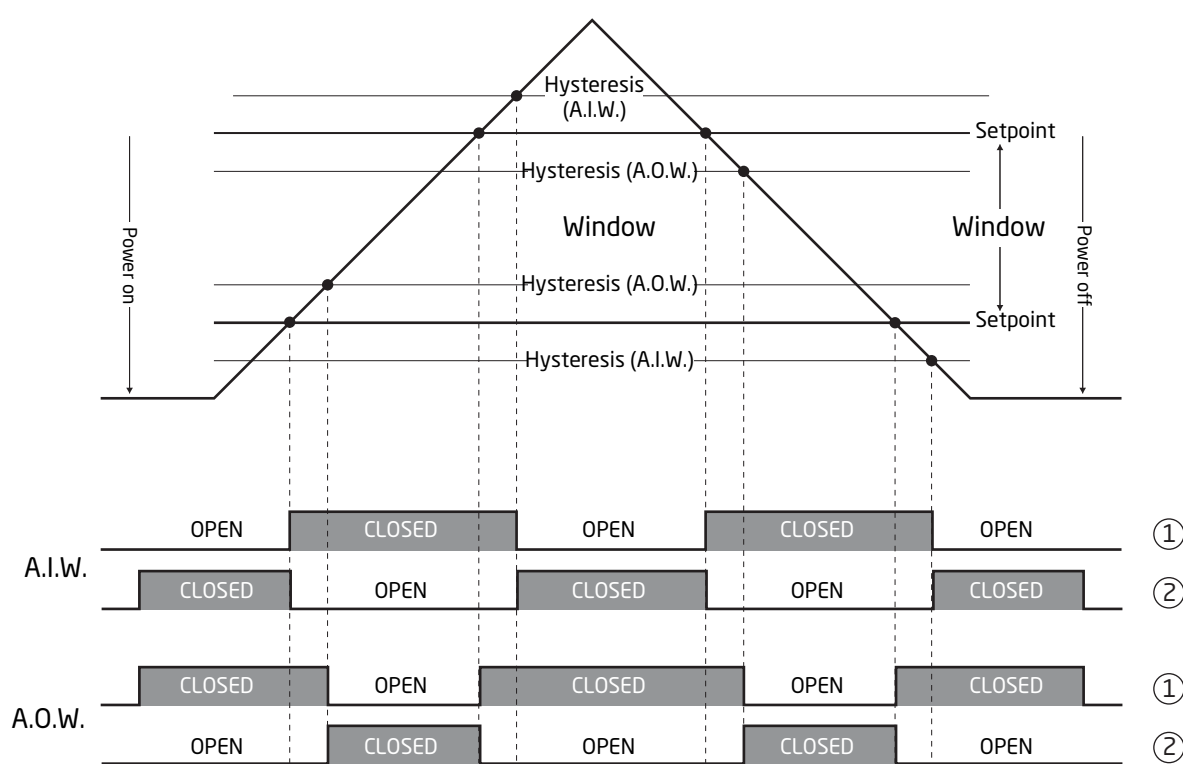 Hysteresis
(A.I.W.)
Setpoint
Hysteresis (A.O.W.)
Power on
Window
Window
Power off
Hysteresis (A.O.W.)
Setpoint
Hysteresis (A.I.W.)
A.I.W.
OPEN CLOSED OPEN CLOSED OPEN ①
CLOSED OPEN CLOSED OPEN CLOSED ②
A.O.W.
CLOSED OPEN CLOSED OPEN CLOSED ①
OPEN CLOSED OPEN CLOSED OPEN ②